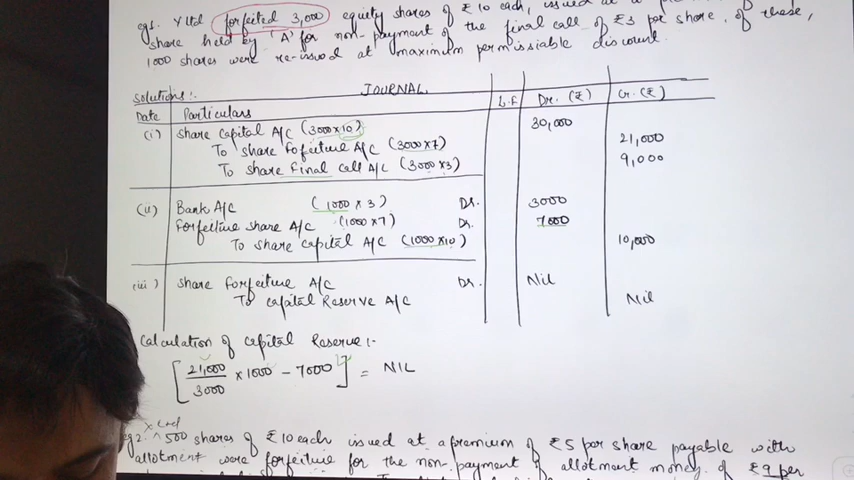 eg1. Y Ltd forfeited 3,000 equity shares of ₹10 each, issued at a
share held by 'A' for non-payment of the final call of ₹3 per share, of these,
1000 shares were re-issued at maximum permissiable discount.
Solutions:-
JOURNAL
Date Particulars L.F Dr. (₹) Cr. (₹)
(i) Share Capital A/C (3000×10) 30,000
To Share Forfeiture A/C (3000×7) 21,000
To Share Final Call A/C (3000×3) 9,000
(ii) Bank A/C (1000×3) Dr. 3000
Forfeiture share A/C (1000×7) Dr. 7000
To Share Capital A/C (1000×10) 10,000
(iii) Share Forfeiture A/C Dr. Nil
To Capital Reserve A/C Nil
Calculation of Capital Reserve:-
[21,000/3000 ×1000 - 7000] = NIL
eg2. 500 shares of ₹10 each issued at a premium of ₹5 per share payable with
allotment were forfeiture for the non-payment of allotment money of ₹9 per